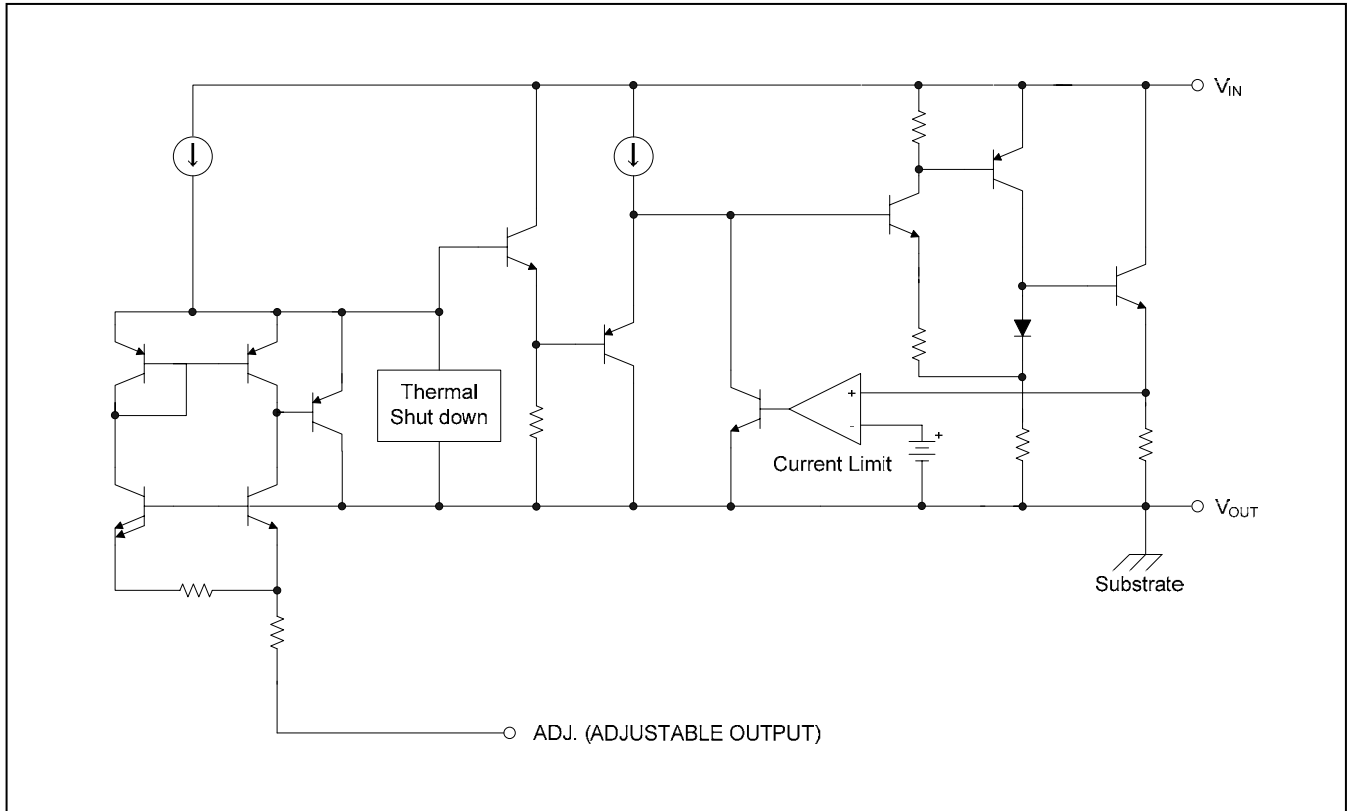 V_IN
Thermal
Shut down
+
-
+
Current Limit
V_OUT
Substrate
ADJ. (ADJUSTABLE OUTPUT)